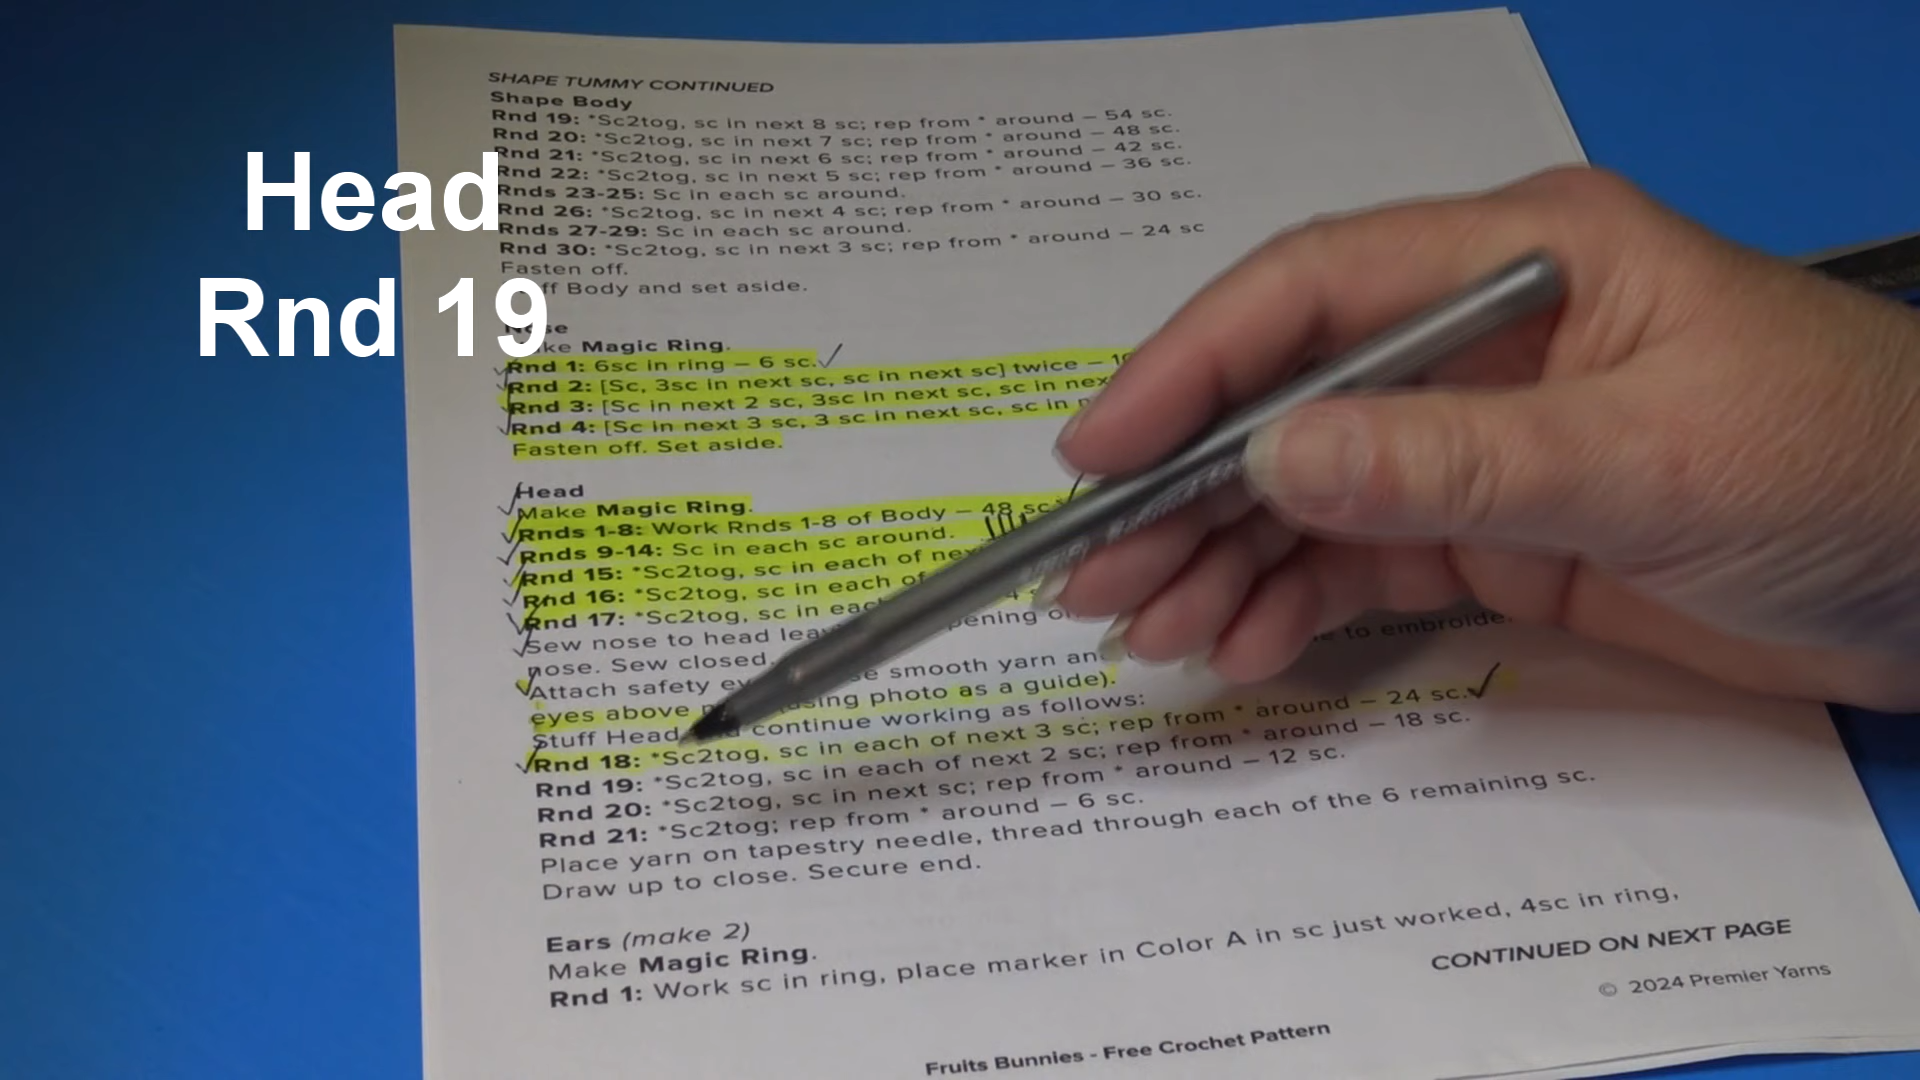 Head
Rnd 19
SHAPE TUMMY CONTINUED
Shape Body
Rnd 19: *Sc2tog, sc in next 8 sc; rep from * around – 54 sc.
Rnd 20: *Sc2tog, sc in next 7 sc; rep from * around – 48 sc.
Rnd 21: *Sc2tog, sc in next 6 sc; rep from * around – 42 sc.
Rnd 22: *Sc2tog, sc in next 5 sc; rep from * around – 36 sc.
Rnds 23-25: Sc in each sc around.
Rnd 26: *Sc2tog, sc in next 4 sc; rep from * around – 30 sc.
Rnds 27-29: Sc in each sc around.
Rnd 30: *Sc2tog, sc in next 3 sc; rep from * around – 24 sc
Fasten off.
Body and set aside.
Nose
Make Magic Ring.
Rnd 1: 6sc in ring – 6 sc.
Rnd 2: [Sc, 3sc in next sc, sc in next sc] twice –
Rnd 3: [Sc in next 2 sc, 3sc in next sc, sc in
Rnd 4: [Sc in next 3 sc, 3 sc in next sc, sc in
Fasten off. Set aside.
Head
Make Magic Ring.
Rnds 1-8: Work Rnds 1-8 of Body – 48 sc
Rnds 9-14: Sc in each sc around.
Rnd 15: *Sc2tog, sc in each of
Rnd 16: *Sc2tog, sc in each of
Rnd 17: *Sc2tog, sc in
Sew nose to head to
nose. Sew closed.
Attach safety smooth yarn
eyes above photo as a guide).
Stuff Head continue working as follows:
Rnd 18: *Sc2tog, sc in each of next 3 sc; rep from * around – 24 sc.
Rnd 19: *Sc2tog, sc in each of next 2 sc; rep from * around – 18 sc.
Rnd 20: *Sc2tog, sc in next sc; rep from * around – 12 sc.
Rnd 21: *Sc2tog; rep from * around – 6 sc.
Place yarn on tapestry needle, thread through each of the 6 remaining sc.
Draw up to close. Secure end.
Ears (make 2)
Make Magic Ring.
Rnd 1: Work sc in ring, place marker in Color A in sc just worked, 4sc in ring,
CONTINUED ON NEXT PAGE
© 2024 Premier Yarns
Fruits Bunnies - Free Crochet Pattern